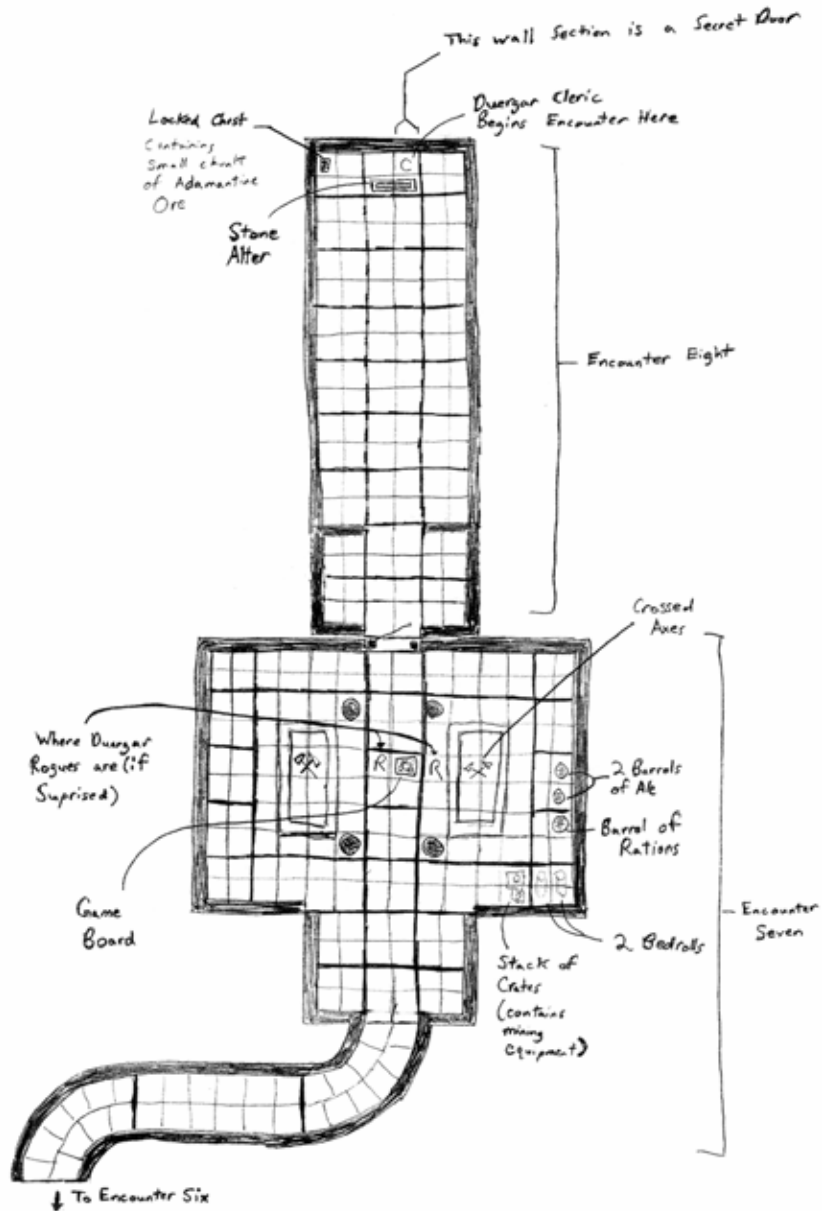 This wall Section is a Secret Door
Duergar Cleric
Begins Encounter Here
Locked Chest
Containing
Small chunk
of Adamantine
Ore
C
Stone
Alter
Encounter Eight
Crossed
Axes
Where Duergar
Rogues are (if
Suprised)
R
R
2 Barrels
of Ale
Barrel of
Rations
Game
Board
2 Bedrolls
Encounter
Seven
Stack of
Crates
(contains
mining
equipment)
To Encounter Six